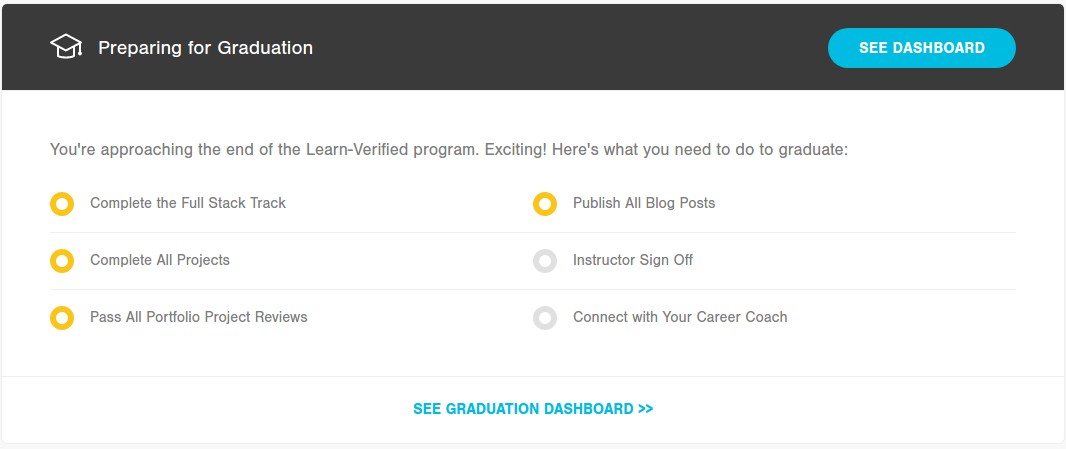 Preparing for Graduation
SEE DASHBOARD
You're approaching the end of the Learn-Verified program. Exciting! Here's what you need to do to graduate:
Complete the Full Stack Track
Publish All Blog Posts
Complete All Projects
Instructor Sign Off
Pass All Portfolio Project Reviews
Connect with Your Career Coach
SEE GRADUATION DASHBOARD >>